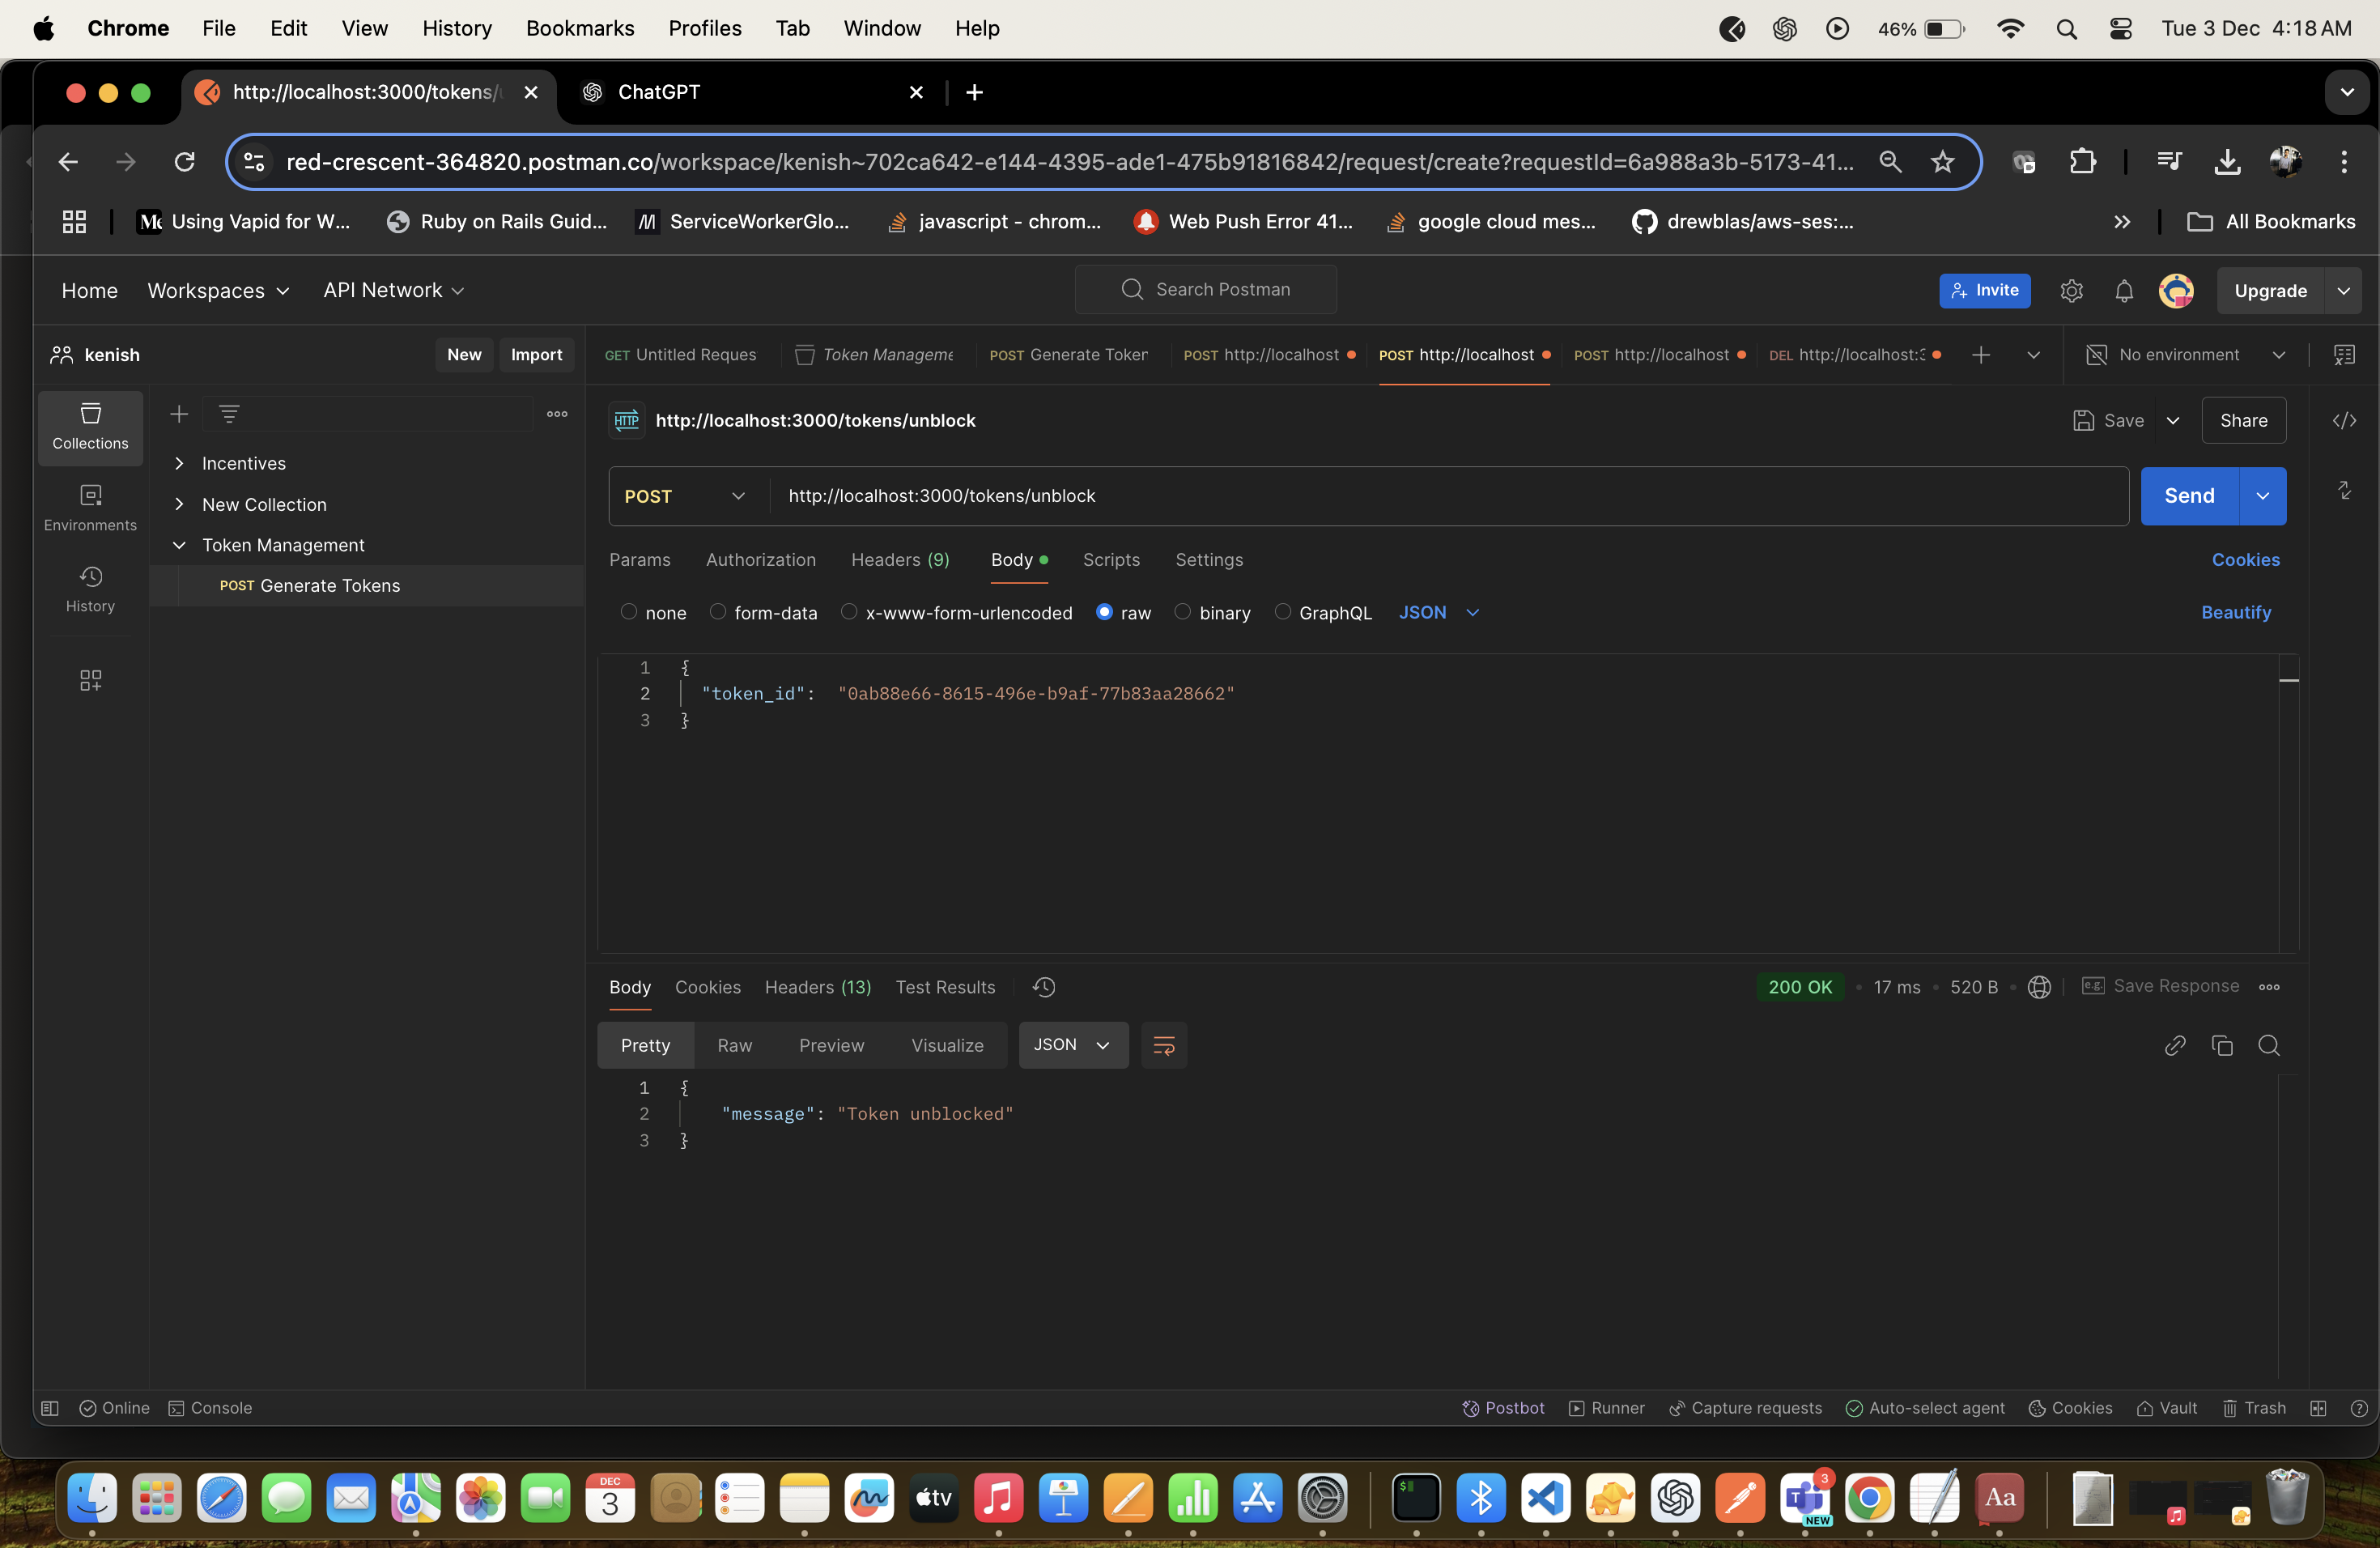 Chrome File Edit View History Bookmarks Profiles Tab Window Help 46% Tue 3 Dec 4:18 AM
http://localhost:3000/tokens/ ChatGPT
red-crescent-364820.postman.co/workspace/kenish~702ca642-e144-4395-ade1-475b91816842/request/create?requestId=6a988a3b-5173-41...
Using Vapid for W... Ruby on Rails Guid... ServiceWorkerGlo... javascript - chrom... Web Push Error 41... google cloud mes... drewblas/aws-ses:... All Bookmarks
Home Workspaces API Network Search Postman Invite Upgrade
kenish New Import GET Untitled Reques Token Manageme POST Generate Token POST http://localhost POST http://localhost POST http://localhost DEL http://localhost:3 No environment
Collections
Environments
History
Incentives
New Collection
Token Management
POST Generate Tokens
HTTP http://localhost:3000/tokens/unblock Save Share
POST http://localhost:3000/tokens/unblock Send
Params Authorization Headers (9) Body Scripts Settings Cookies
none form-data x-www-form-urlencoded raw binary GraphQL JSON Beautify
1 {
2 "token_id": "0ab88e66-8615-496e-b9af-77b83aa28662"
3 }
Body Cookies Headers (13) Test Results 200 OK 17 ms 520 B e.g. Save Response
Pretty Raw Preview Visualize JSON
1 {
2 "message": "Token unblocked"
3 }
Online Console Postbot Runner Capture requests Auto-select agent Cookies Vault Trash
DEC
3
tv
3
NEW
Aa